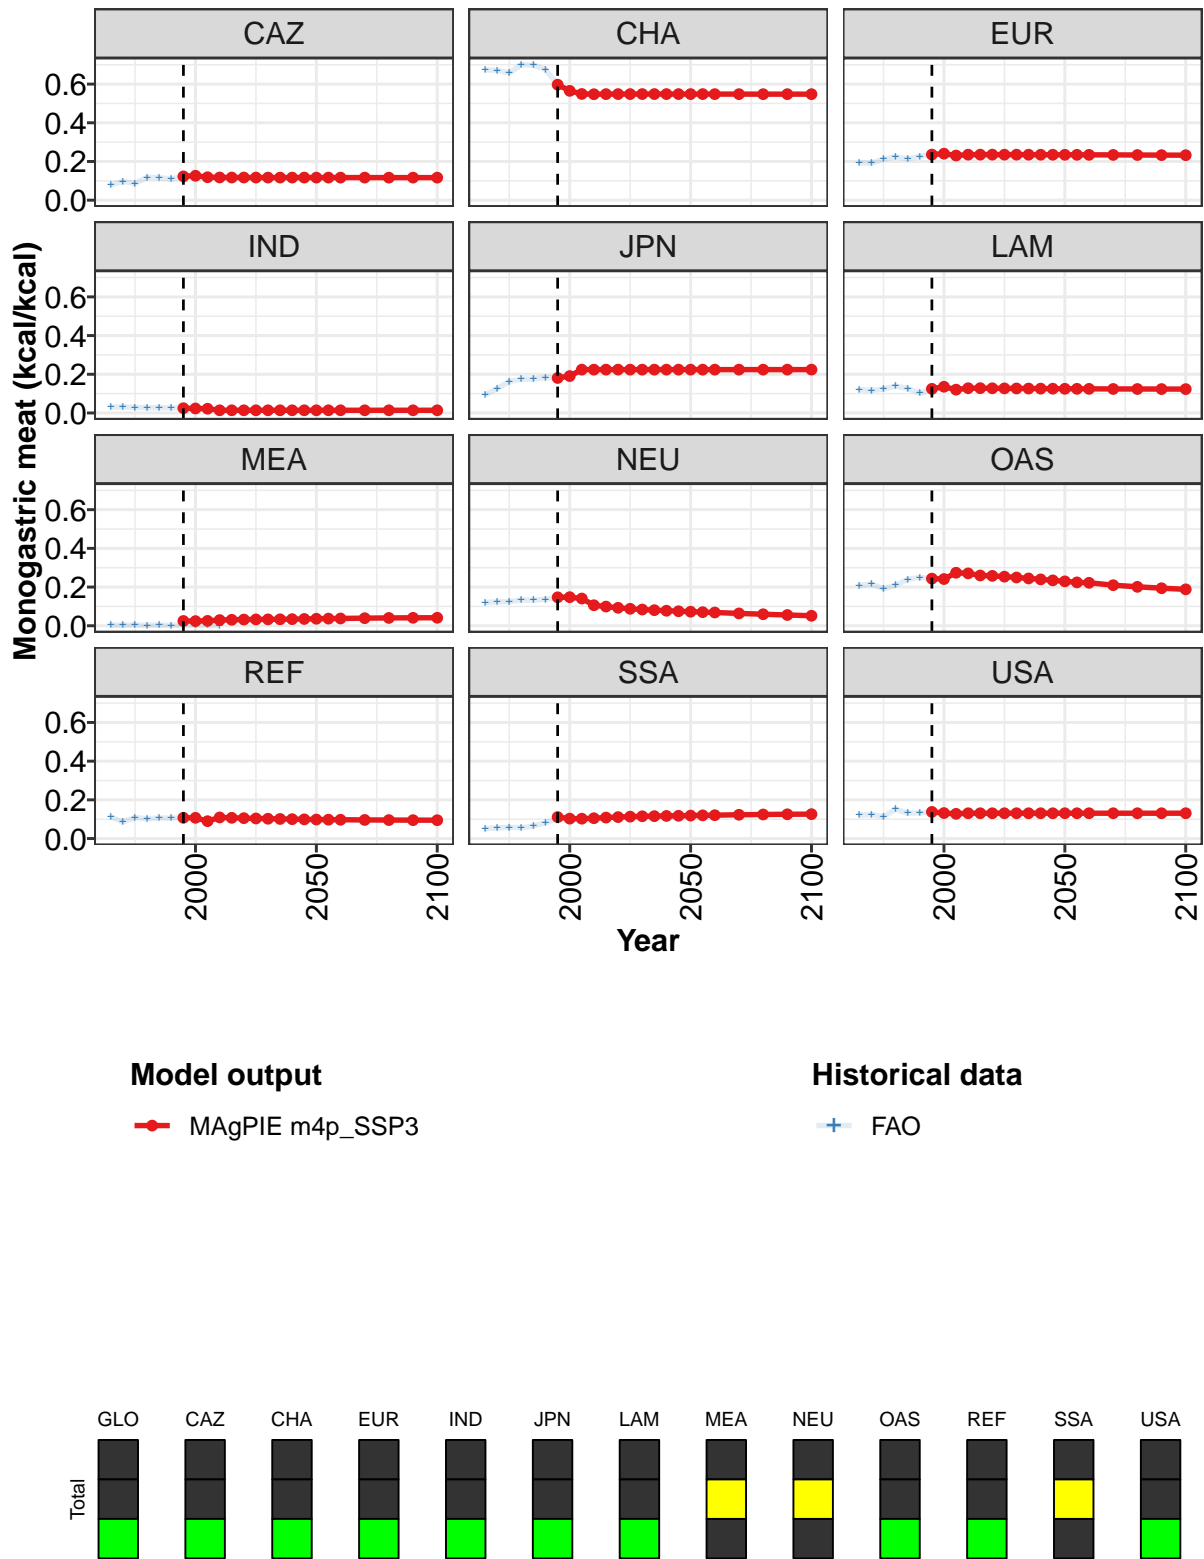 CAZ CHA EUR
0.6
0.4
0.2
0.0
IND JPN LAM
0.6
0.4
0.2
0.0
MEA NEU OAS
0.6
0.4
0.2
0.0
REF SSA USA
0.6
0.4
0.2
0.0
Monogastric meat (kcal/kcal)
2000 2050 2100 2000 2050 2100 2000 2050 2100
Year
Model output Historical data
MAgPIE m4p_SSP3 FAO
GLO CAZ CHA EUR IND JPN LAM MEA NEU OAS REF SSA USA
Total